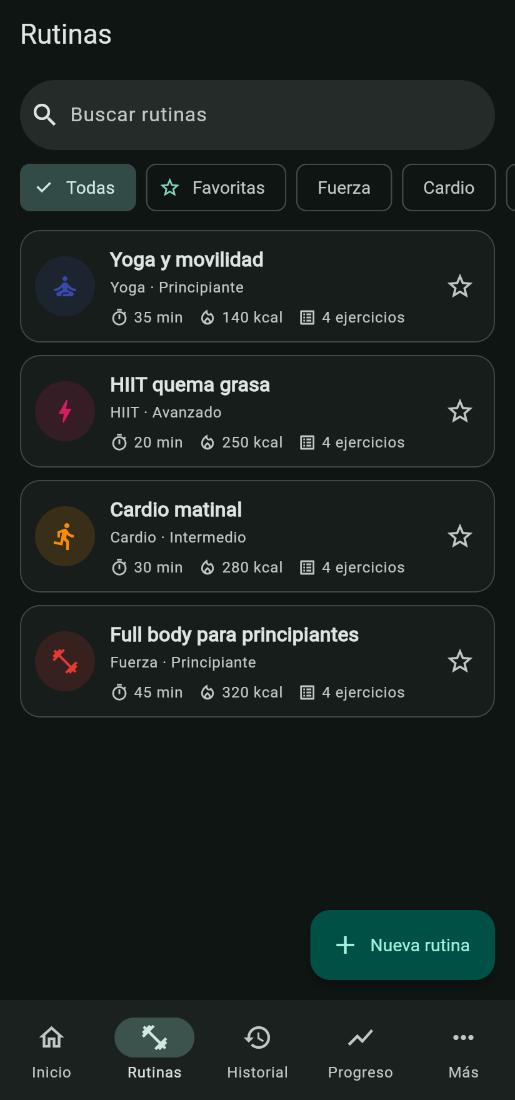 Rutinas
Buscar rutinas
Todas
Favoritas
Fuerza
Cardio
Yoga y movilidad
Yoga · Principiante
35 min 140 kcal 4 ejercicios
HIIT quema grasa
HIIT · Avanzado
20 min 250 kcal 4 ejercicios
Cardio matinal
Cardio · Intermedio
30 min 280 kcal 4 ejercicios
Full body para principiantes
Fuerza · Principiante
45 min 320 kcal 4 ejercicios
Nueva rutina
Inicio
Rutinas
Historial
Progreso
Más